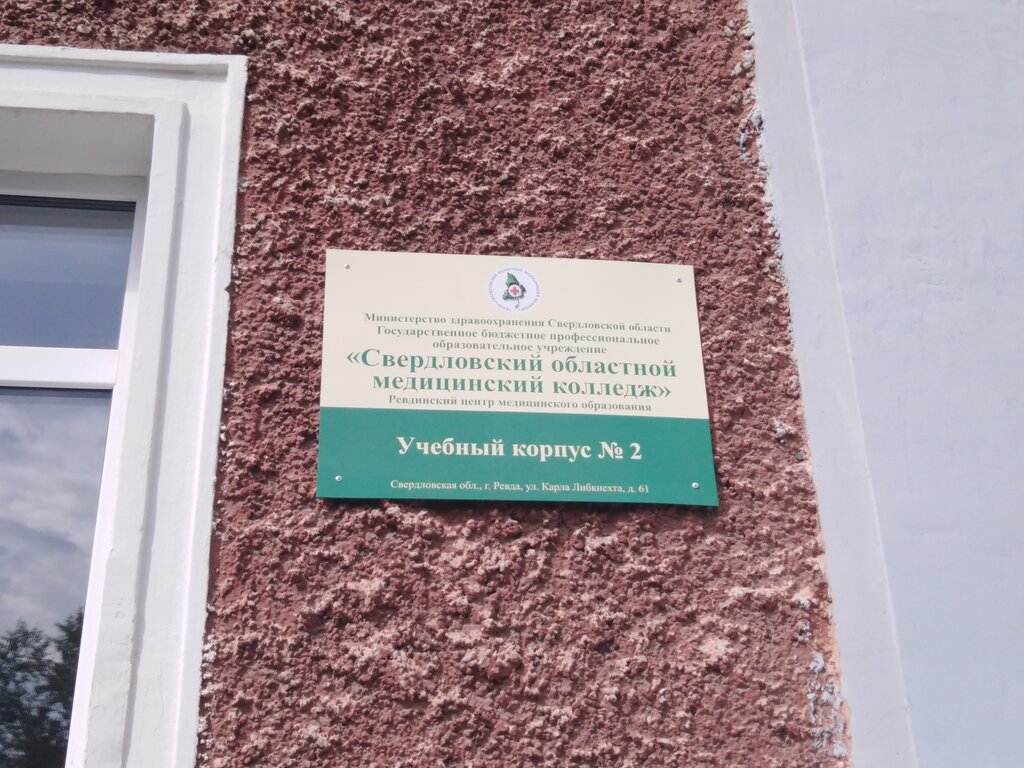 Министерство здравоохранения Свердловской области
Государственное бюджетное профессиональное
образовательное учреждение
«Свердловский областной
медицинский колледж»
Ревдинский центр медицинского образования
Учебный корпус № 2
Свердловская обл., г. Ревда, ул. Карла Либкнехта, д. 61